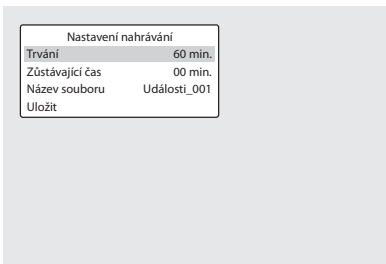 Nastavení nahrávání
Trvání 60 min.
Zůstávající čas 00 min.
Název souboru Události_001
Uložit